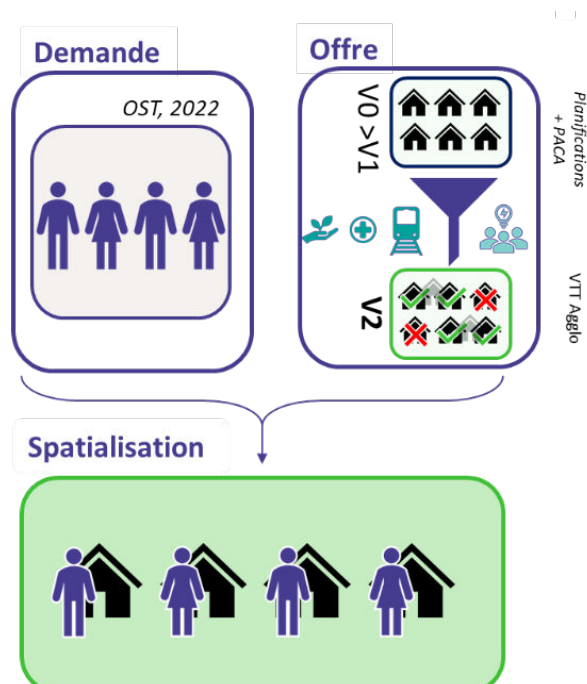 Demande
Offre
OST, 2022
V0 >V1
Planifications
+ PACA
V2
VTT Agglo
Spatialisation